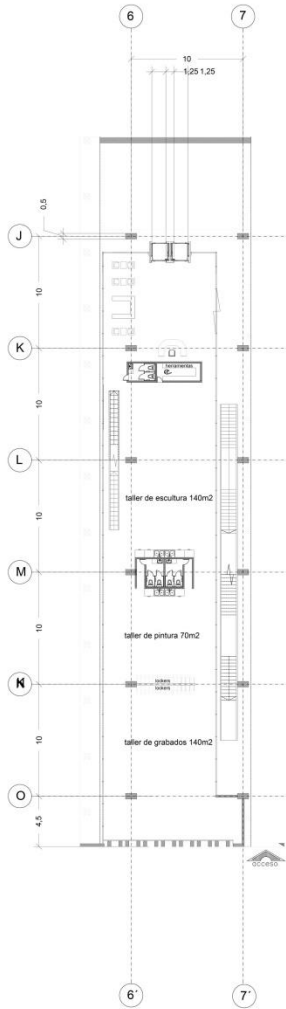 6
7
10
1,25 1,25
0,5
J
10
K
herramientas
10
L
taller de escultura 140m2
10
M
taller de pintura 70m2
10
lockers
N
lockers
taller de grabados 140m2
10
O
4,5
acceso
6´
7´